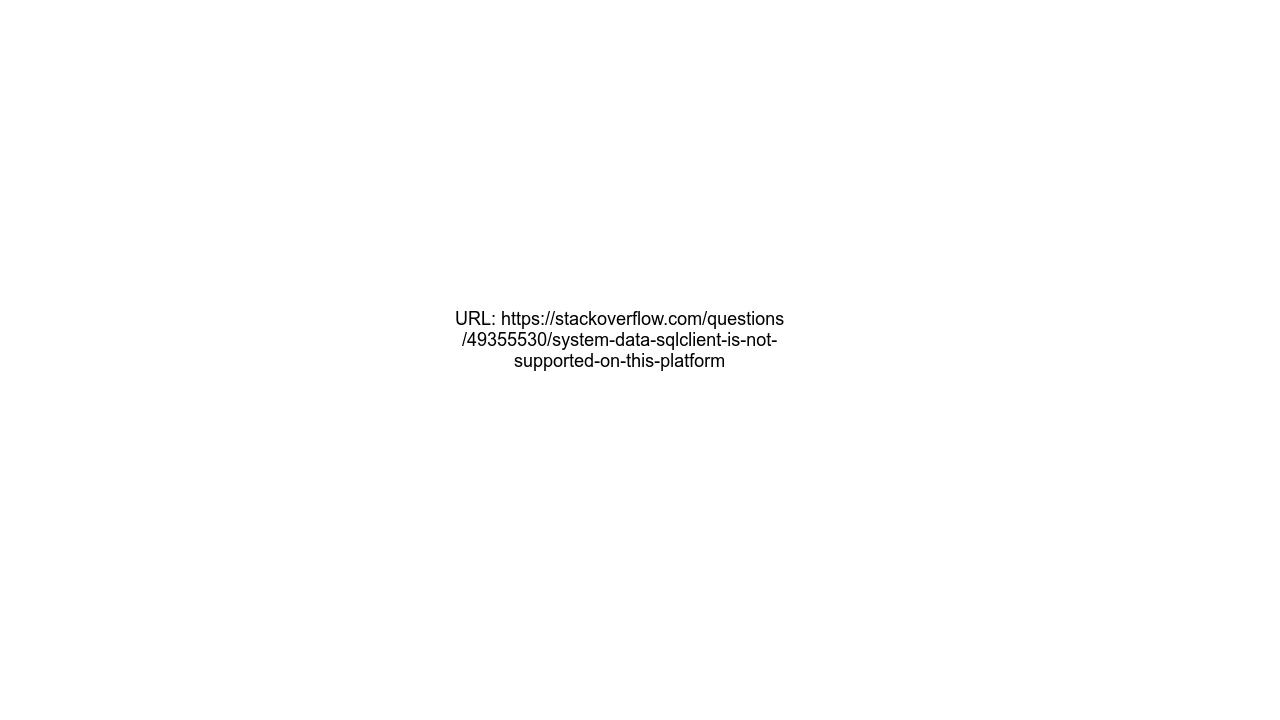 URL: https://stackoverflow.com/questions
/49355530/system-data-sqlclient-is-not-
supported-on-this-platform